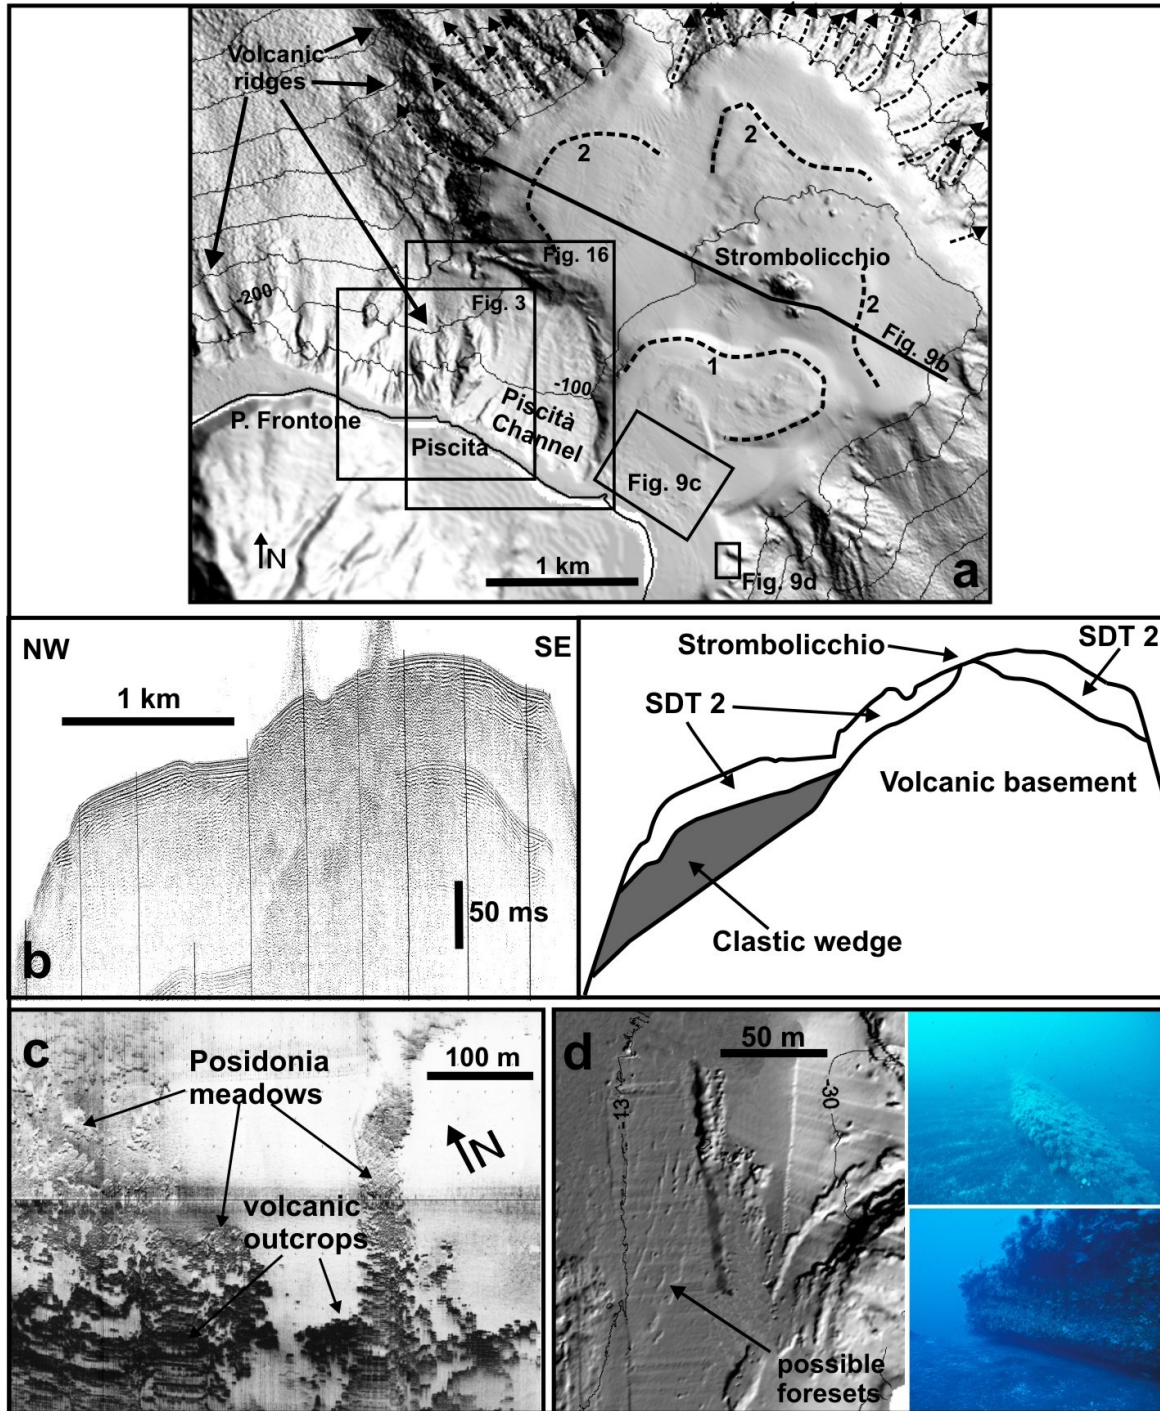 Volcanic
ridges
2
2
Strombolicchio
Fig. 16
2
-200
Fig. 3
Fig. 9b
1
-100
P. Frontone
Piscità
Channel
Piscità
Fig. 9c
N
1 km
Fig. 9d
a
NW
SE
1 km
50 ms
b
Strombolicchio
SDT 2
SDT 2
Volcanic basement
Clastic wedge
c
Posidonia
meadows
100 m
N
volcanic
outcrops
d
50 m
-13
-30
possible
foresets